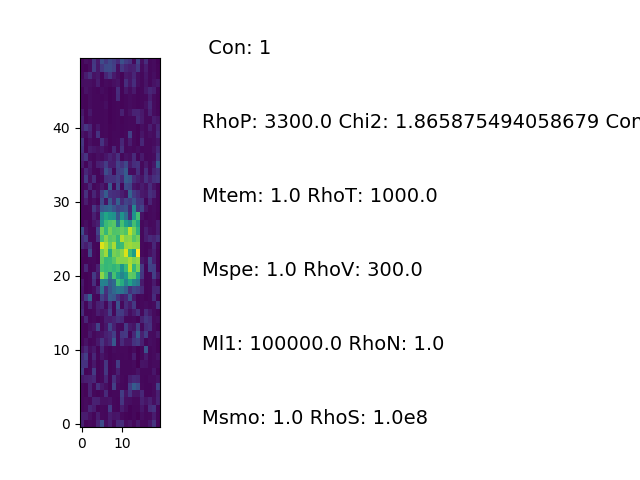 Con: 1
RhoP: 3300.0 Chi2: 1.865875494058679 Con
Mtem: 1.0 RhoT: 1000.0
Mspe: 1.0 RhoV: 300.0
Ml1: 100000.0 RhoN: 1.0
Msmo: 1.0 RhoS: 1.0e8
40
30
20
10
0
0 10